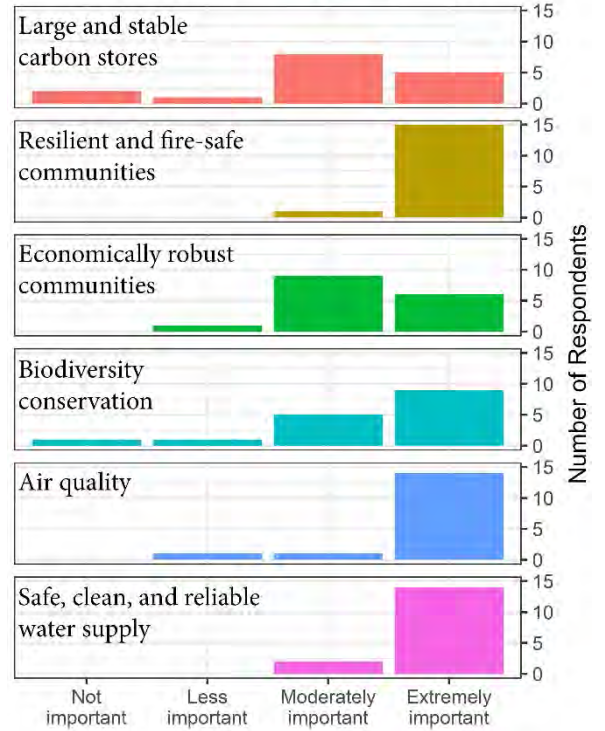 Large and stable
carbon stores
15
10
5
0
Resilient and fire-safe
communities
15
10
5
0
Economically robust
communities
15
10
5
0
Biodiversity
conservation
15
10
5
0
Air quality
15
10
5
0
Safe, clean, and reliable
water supply
15
10
5
0
Number of Respondents
Not
important
Less
important
Moderately
important
Extremely
important